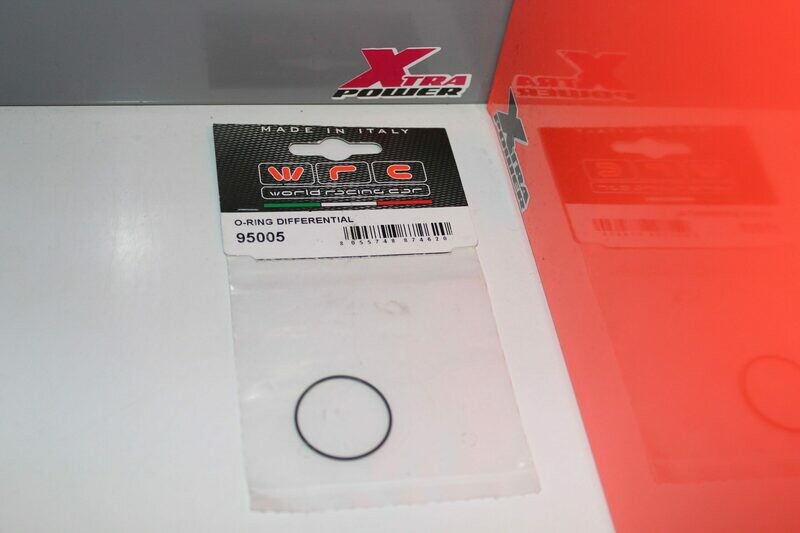 XTRA
POWER
MADE IN ITALY
wrc
world racing car
O-RING DIFFERENTIAL
95005
8 055748 874620